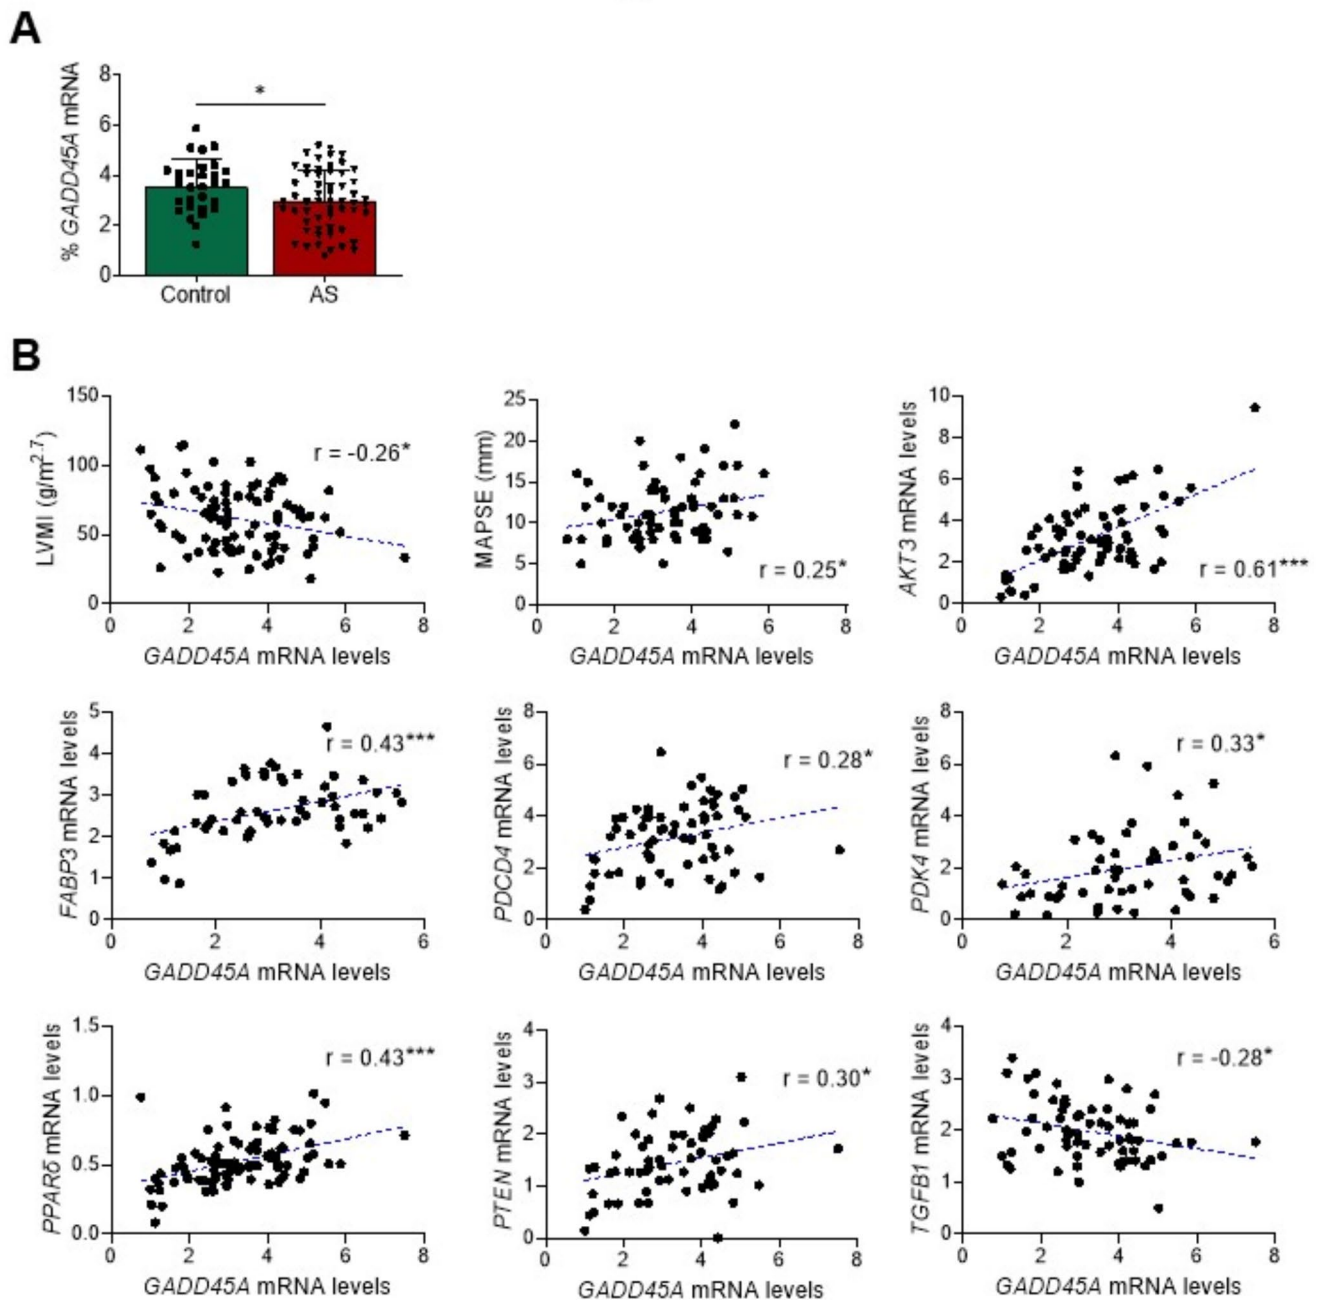 A
% GADD45A mRNA
8
6
4
2
0
*
Control
AS
B
LVMI (g/m^2.7)
150
100
50
0
r = -0.26*
0 2 4 6 8
GADD45A mRNA levels
MAPSE (mm)
25
20
15
10
5
0
r = 0.25*
0 2 4 6 8
GADD45A mRNA levels
AKT3 mRNA levels
10
8
6
4
2
0
r = 0.61***
0 2 4 6 8
GADD45A mRNA levels
FABP3 mRNA levels
5
4
3
2
1
0
r = 0.43***
0 2 4 6
GADD45A mRNA levels
PDCD4 mRNA levels
8
6
4
2
0
r = 0.28*
0 2 4 6 8
GADD45A mRNA levels
PDK4 mRNA levels
8
6
4
2
0
r = 0.33*
0 2 4 6
GADD45A mRNA levels
PPARδ mRNA levels
1.5
1.0
0.5
0.0
r = 0.43***
0 2 4 6 8
GADD45A mRNA levels
PTEN mRNA levels
4
3
2
1
0
r = 0.30*
0 2 4 6 8
GADD45A mRNA levels
TGFB1 mRNA levels
4
3
2
1
0
r = -0.28*
0 2 4 6 8
GADD45A mRNA levels